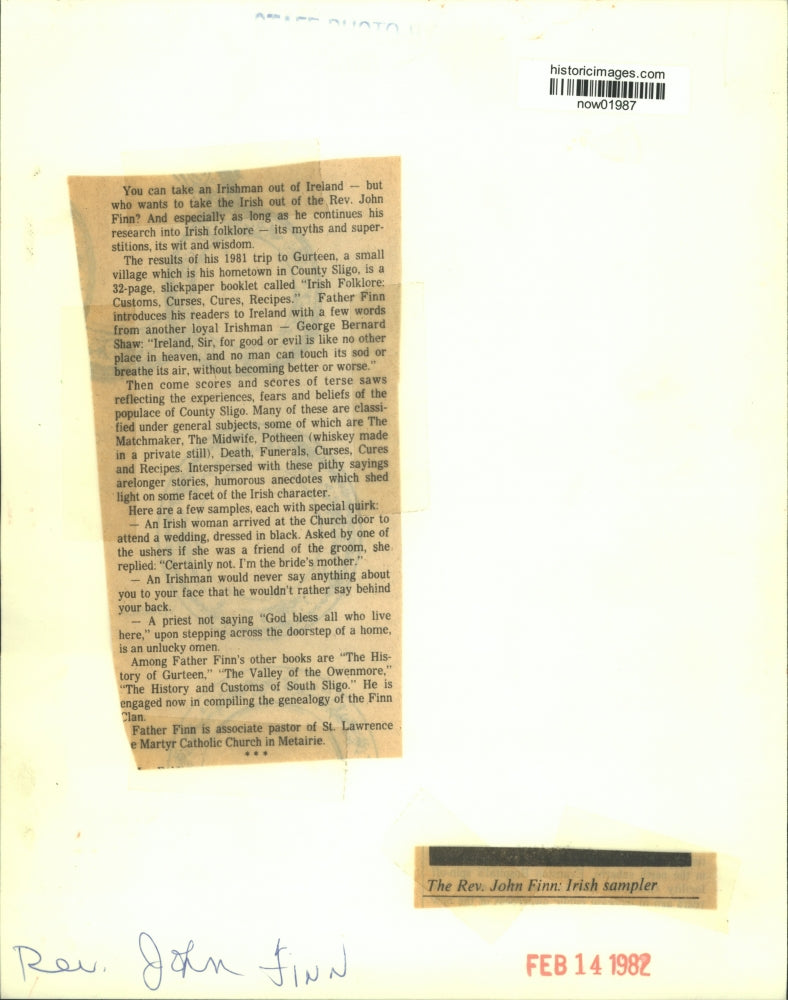 STAFF PHOTO
historicimages.com
now01987
You can take an Irishman out of Ireland — but
who wants to take the Irish out of the Rev. John
Finn? And especially as long as he continues his
research into Irish folklore — its myths and super-
stitions, its wit and wisdom.
The results of his 1981 trip to Gurteen, a small
village which is his hometown in County Sligo, is a
32-page, slickpaper booklet called “Irish Folklore:
Customs, Curses, Cures, Recipes.” Father Finn
introduces his readers to Ireland with a few words
from another loyal Irishman — George Bernard
Shaw: “Ireland, Sir, for good or evil is like no other
place in heaven, and no man can touch its sod or
breathe its air, without becoming better or worse.”
Then come scores and scores of terse saws
reflecting the experiences, fears and beliefs of the
populace of County Sligo. Many of these are classi-
fied under general subjects, some of which are The
Matchmaker, The Midwife, Potheen (whiskey made
in a private still), Death, Funerals, Curses, Cures
and Recipes. Interspersed with these pithy sayings
arelonger stories, humorous anecdotes which shed
light on some facet of the Irish character.
Here are a few samples, each with special quirk:
— An Irish woman arrived at the Church door to
attend a wedding, dressed in black. Asked by one of
the ushers if she was a friend of the groom, she
replied: “Certainly not. I'm the bride's mother.”
— An Irishman would never say anything about
you to your face that he wouldn't rather say behind
your back.
— A priest not saying “God bless all who live
here,” upon stepping across the doorstep of a home,
is an unlucky omen.
Among Father Finn's other books are “The His-
tory of Gurteen,” “The Valley of the Owenmore,”
“The History and Customs of South Sligo.” He is
engaged now in compiling the genealogy of the Finn
Clan.
Father Finn is associate pastor of St. Lawrence
e Martyr Catholic Church in Metairie.
***
The Rev. John Finn: Irish sampler
Rev. John Finn
FEB 14 1982